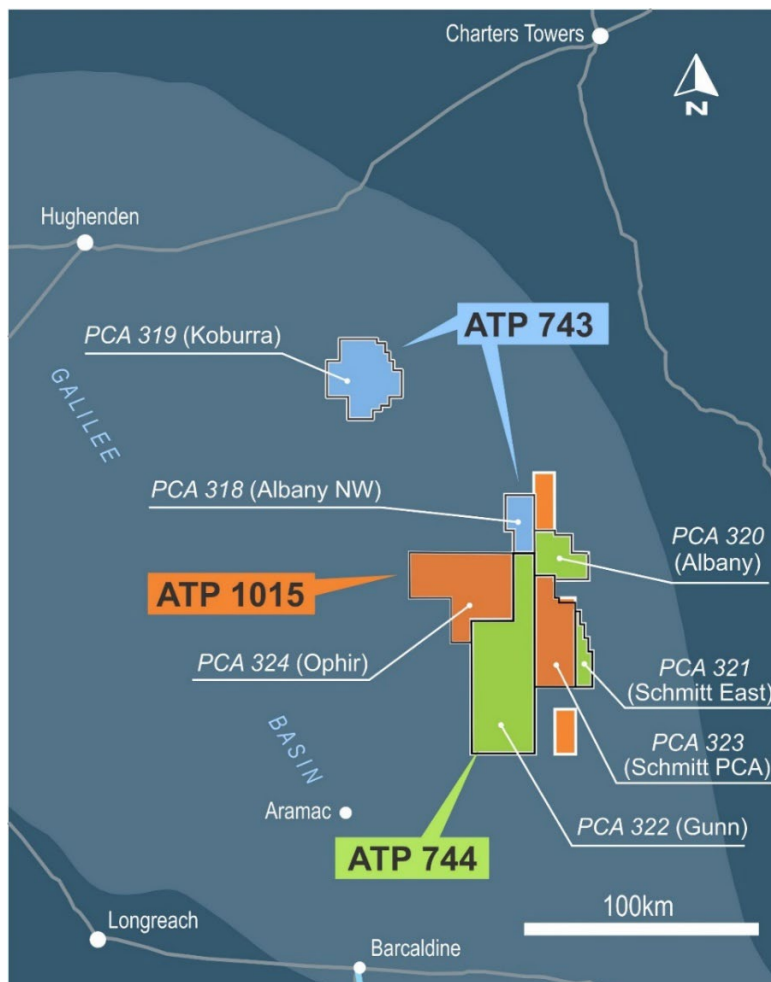 Charters Towers
N
Hughenden
ATP 743
PCA 319 (Koburra)
GALILEE
PCA 318 (Albany NW)
PCA 320
(Albany)
ATP 1015
PCA 324 (Ophir)
PCA 321
(Schmitt East)
BASIN
PCA 323
(Schmitt PCA)
Aramac
PCA 322 (Gunn)
ATP 744
100km
Longreach
Barcaldine